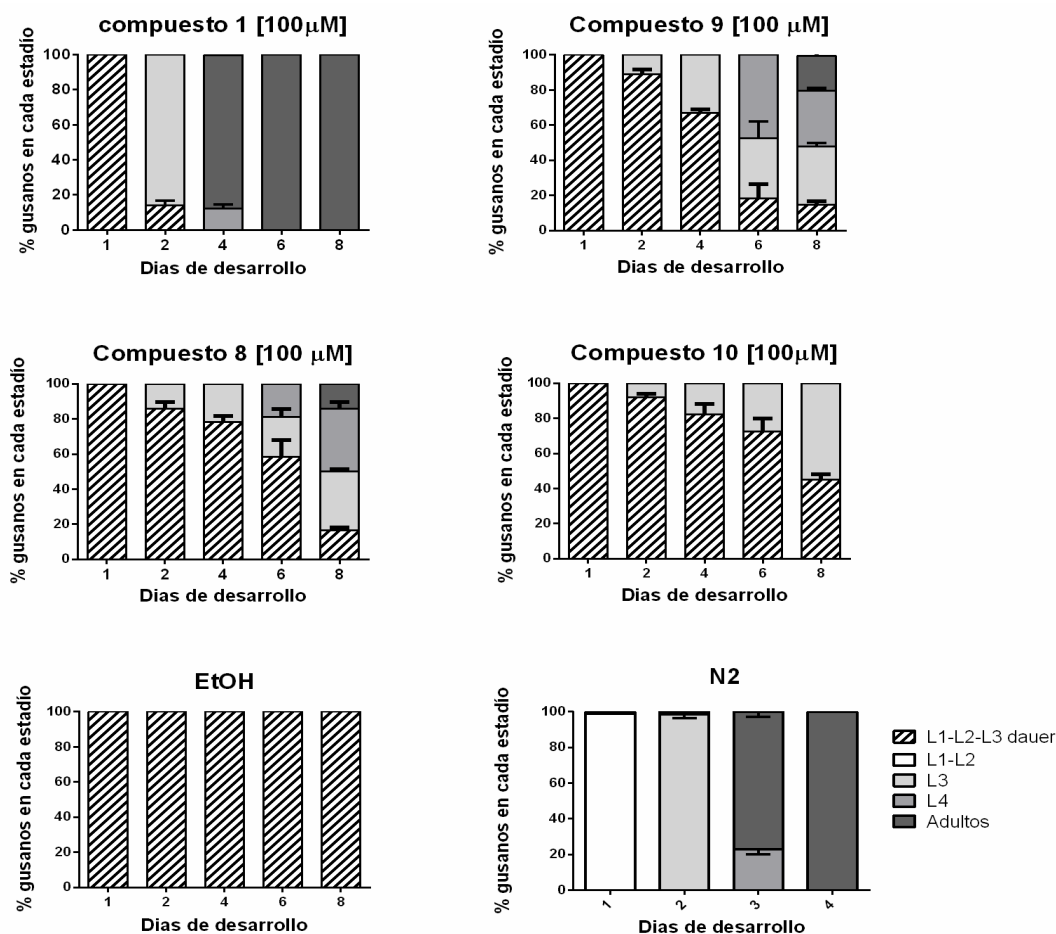 compuesto 1 [100μM]
% gusanos en cada estadío
100
80
60
40
20
0
1 2 4 6 8
Dias de desarrollo
Compuesto 9 [100 μM]
% gusanos en cada estadío
100
80
60
40
20
0
1 2 4 6 8
Dias de desarrollo
Compuesto 8 [100 μM]
% gusanos en cada estadío
100
80
60
40
20
0
1 2 4 6 8
Dias de desarrollo
Compuesto 10 [100μM]
% gusanos en cada estadío
100
80
60
40
20
0
1 2 4 6 8
Dias de desarrollo
EtOH
% gusanos en cada estadío
100
80
60
40
20
0
1 2 4 6 8
Dias de desarrollo
N2
% gusanos en cada estadío
100
80
60
40
20
0
1 2 3 4
Dias de desarrollo
L1-L2-L3 dauer
L1-L2
L3
L4
Adultos